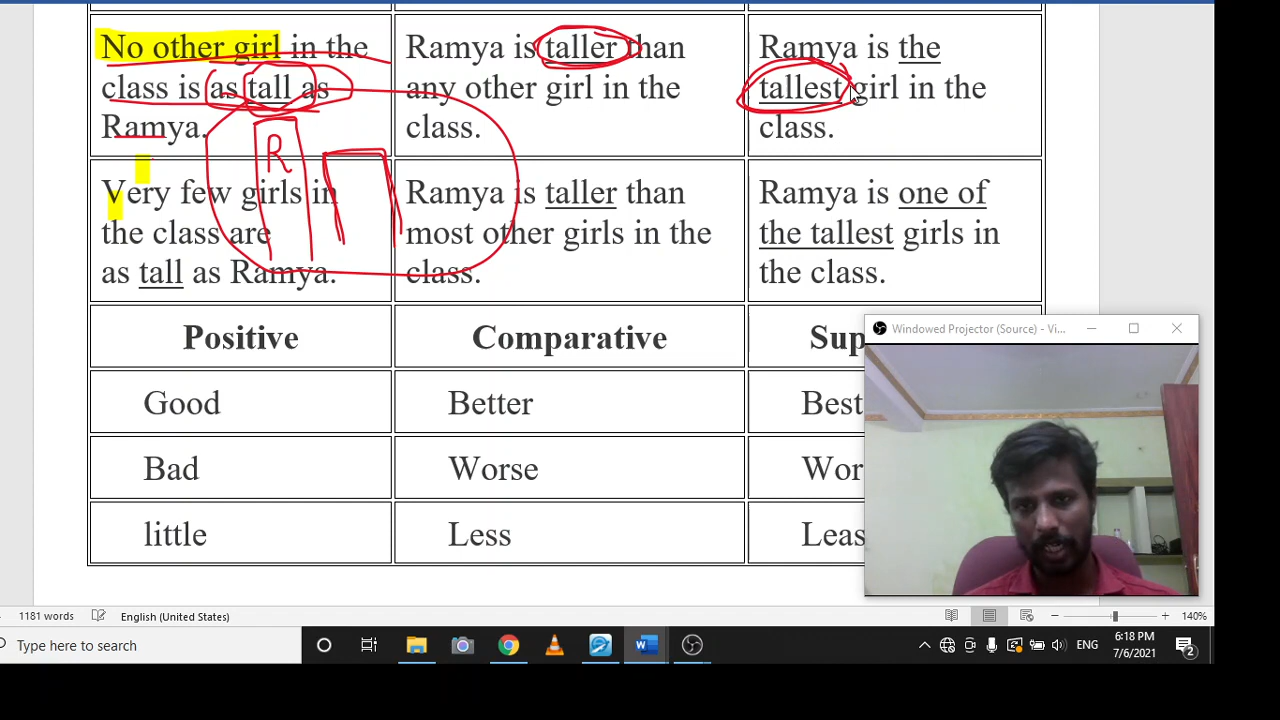 No other girl in the
class is as tall as
Ramya.
Ramya is taller than
any other girl in the
class.
Ramya is the
tallest girl in the
class.
R
Very few girls in
the class are
as tall as Ramya.
Ramya is taller than
most other girls in the
class.
Ramya is one of
the tallest girls in
the class.
Positive
Comparative
Sup
Good
Better
Best
Bad
Worse
Wor
little
Less
Leas
Windowed Projector (Source) - Vi...
1181 words
English (United States)
140%
Type here to search
ENG
6:18 PM
7/6/2021
2